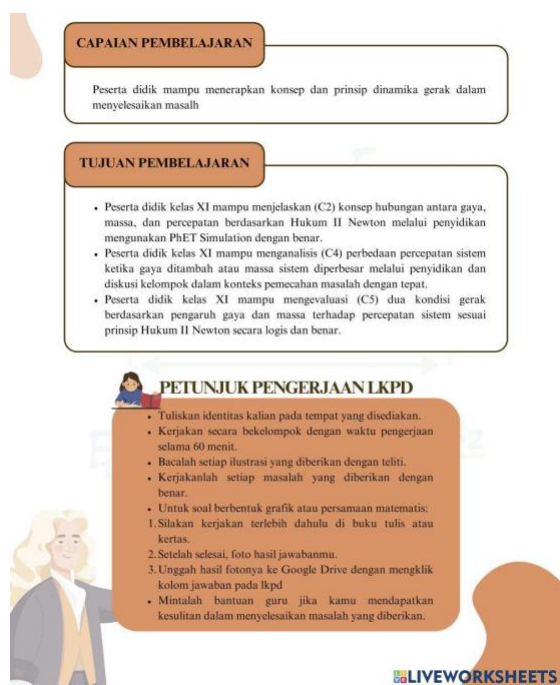 CAPAIAN PEMBELAJARAN
Peserta didik mampu menerapkan konsep dan prinsip dinamika gerak dalam
menyelesaikan masalh
TUJUAN PEMBELAJARAN
• Peserta didik kelas XI mampu menjelaskan (C2) konsep hubungan antara gaya,
massa, dan percepatan berdasarkan Hukum II Newton melalui penyidikan
mengunakan PhET Simulation dengan benar.
• Peserta didik kelas XI mampu menganalisis (C4) perbedaan percepatan sistem
ketika gaya ditambah atau massa sistem diperbesar melalui penyidikan dan
diskusi kelompok dalam konteks pemecahan masalah dengan tepat.
• Peserta didik kelas XI mampu mengevaluasi (C5) dua kondisi gerak
berdasarkan pengaruh gaya dan massa terhadap percepatan sistem sesuai
prinsip Hukum II Newton secara logis dan benar.
PETUNJUK PENGERJAAN LKPD
• Tuliskan identitas kalian pada tempat yang disediakan.
• Kerjakan secara bekelompok dengan waktu pengerjaan
selama 60 menit.
• Bacalah setiap ilustrasi yang diberikan dengan teliti.
• Kerjakanlah setiap masalah yang diberikan dengan
benar.
• Untuk soal berbentuk grafik atau persamaan matematis:
1. Silakan kerjakan terlebih dahulu di buku tulis atau
kertas.
2. Setelah selesai, foto hasil jawabanmu.
3. Unggah hasil fotonya ke Google Drive dengan mengklik
kolom jawaban pada lkpd
• Mintalah bantuan guru jika kamu mendapatkan
kesulitan dalam menyelesaikan masalah yang diberikan.
LIVEWORKSHEETS